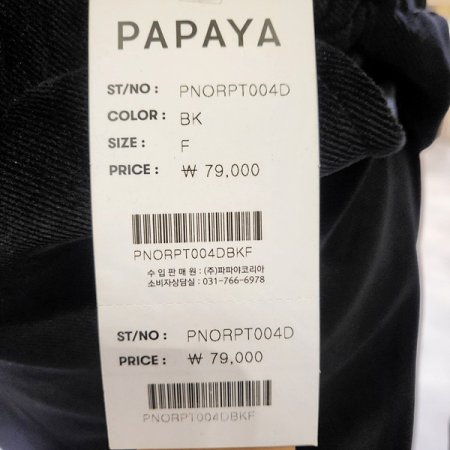 PAPAYA
ST/NO : PNORPT004D
COLOR : BK
SIZE : F
PRICE : ₩ 79,000
PNORPT004DBKF
수 입 판 매 원 : (주)파파야코리아
소비자상담실 : 031-766-6978
ST/NO : PNORPT004D
PRICE : ₩ 79,000
PNORPT004DBKF